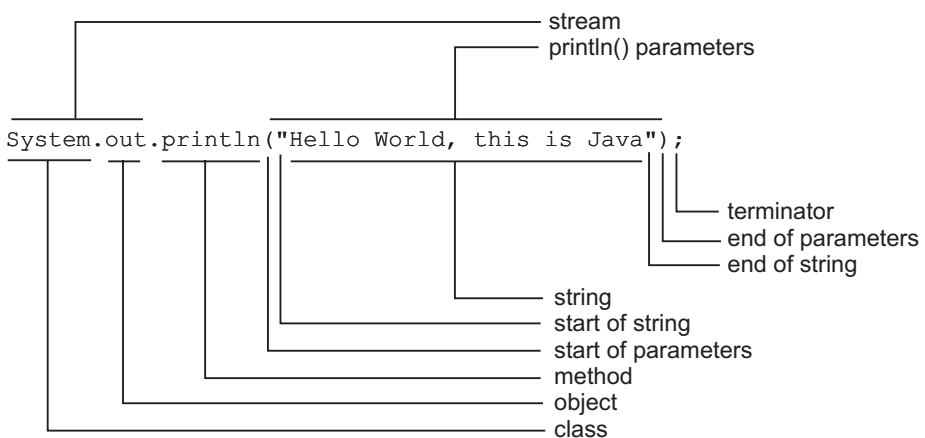 stream
println() parameters
System.out.println("Hello World, this is Java");
terminator
end of parameters
end of string
string
start of string
start of parameters
method
object
class